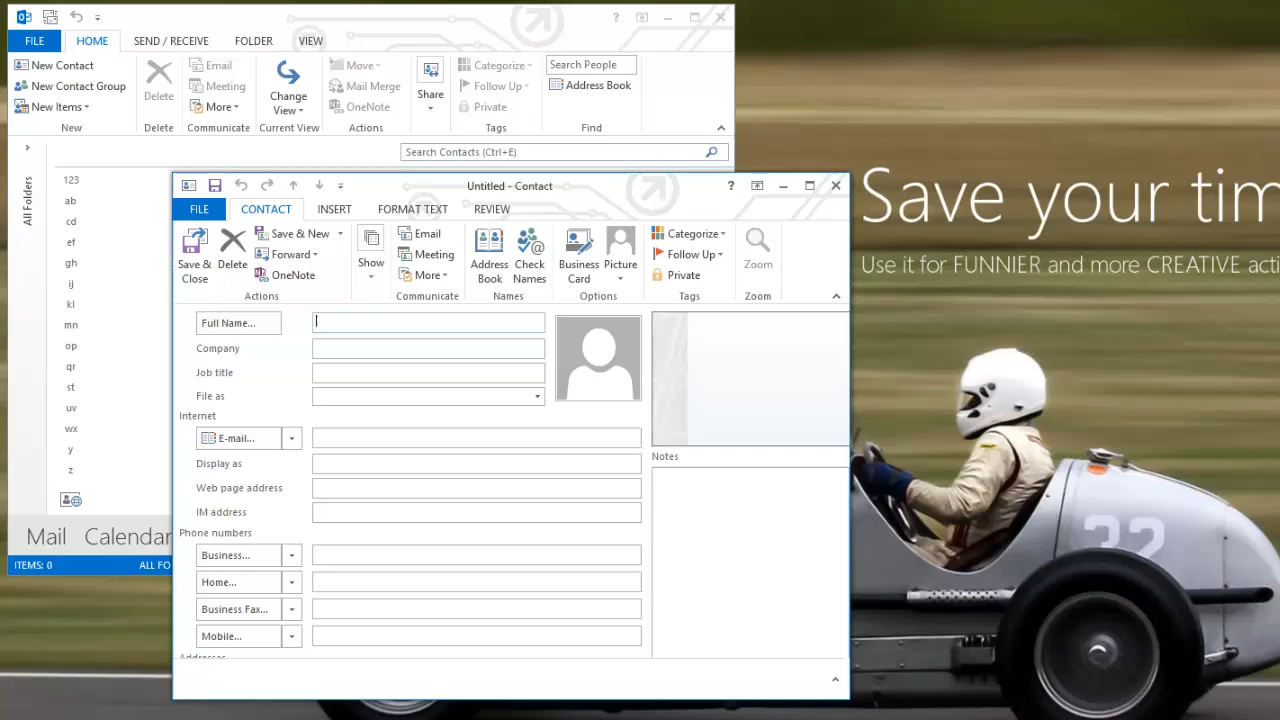 FILE HOME SEND / RECEIVE FOLDER VIEW
New Contact
New Contact Group
New Items
New
Delete
Delete
Email
Meeting
More
Communicate
Change View
Current View
Move
Mail Merge
OneNote
Actions
Share
Categorize
Follow Up
Private
Tags
Search People
Address Book
Find
All Folders
Search Contacts (Ctrl+E)
123
ab
cd
ef
gh
ij
kl
mn
op
qr
st
uv
wx
y
z
Mail Calendar
ITEMS: 0 ALL FO
Untitled - Contact
FILE CONTACT INSERT FORMAT TEXT REVIEW
Save & Close
Delete
Save & New
Forward
OneNote
Actions
Show
Email
Meeting
More
Communicate
Address Book
Check Names
Names
Business Card
Picture
Options
Categorize
Follow Up
Private
Tags
Zoom
Zoom
Full Name...
Company
Job title
File as
Internet
E-mail...
Display as
Web page address
IM address
Phone numbers
Business...
Home...
Business Fax...
Mobile...
Addresses
Notes
Save your tim
Use it for FUNNIER and more CREATIVE acti
32